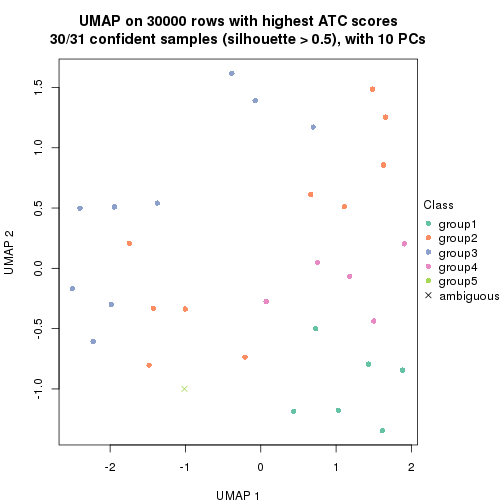 UMAP on 30000 rows with highest ATC scores
30/31 confident samples (silhouette > 0.5), with 10 PCs
1.5
1.0
0.5
0.0
-0.5
-1.0
UMAP 2
-2
-1
0
1
2
UMAP 1
Class
group1
group2
group3
group4
group5
ambiguous